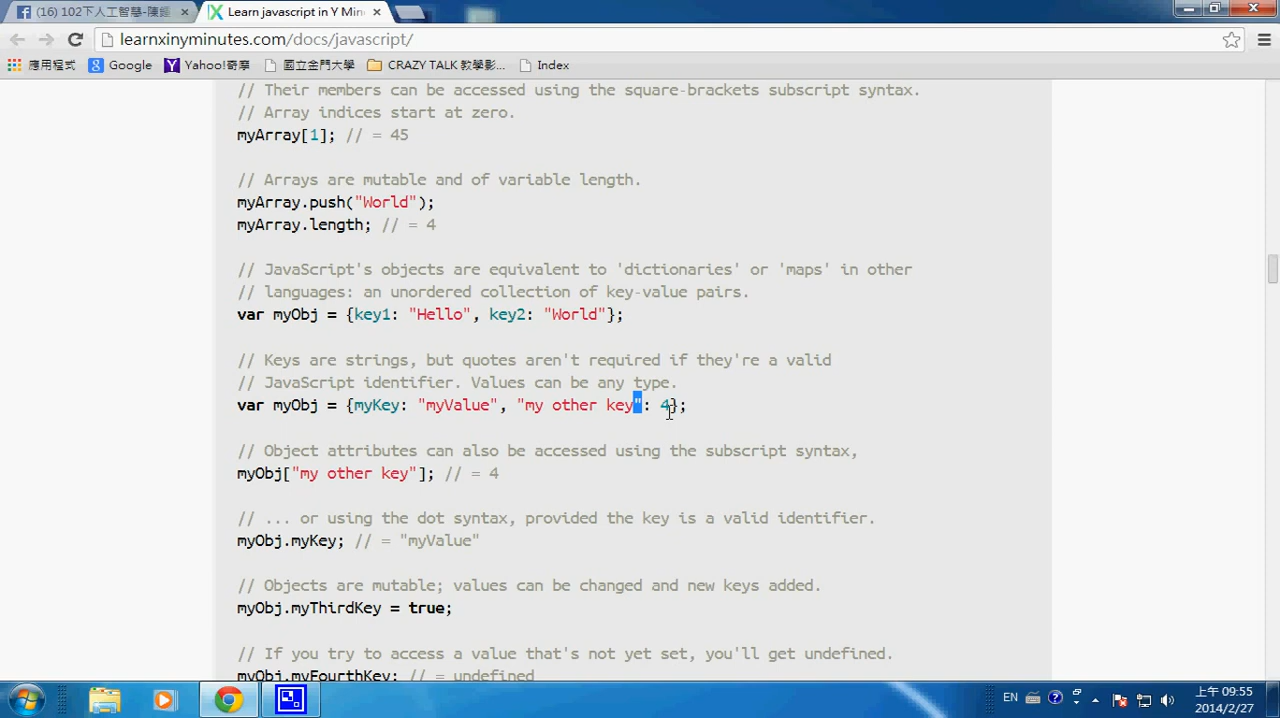 (16) 102下人工智慧-陳鍾
Learn javascript in Y Min
learnxinyminutes.com/docs/javascript/
應用程式
Google
Yahoo!奇摩
國立金門大學
CRAZY TALK 教學影...
Index
// Their members can be accessed using the square-brackets subscript syntax.
// Array indices start at zero.
myArray[1]; // = 45
// Arrays are mutable and of variable length.
myArray.push("World");
myArray.length; // = 4
// JavaScript's objects are equivalent to 'dictionaries' or 'maps' in other
// languages: an unordered collection of key-value pairs.
var myObj = {key1: "Hello", key2: "World"};
// Keys are strings, but quotes aren't required if they're a valid
// JavaScript identifier. Values can be any type.
var myObj = {myKey: "myValue", "my other key": 4};
// Object attributes can also be accessed using the subscript syntax,
myObj["my other key"]; // = 4
// ... or using the dot syntax, provided the key is a valid identifier.
myObj.myKey; // = "myValue"
// Objects are mutable; values can be changed and new keys added.
myObj.myThirdKey = true;
// If you try to access a value that's not yet set, you'll get undefined.
myObj.myFourthKey; // = undefined
EN
上午 09:55
2014/2/27